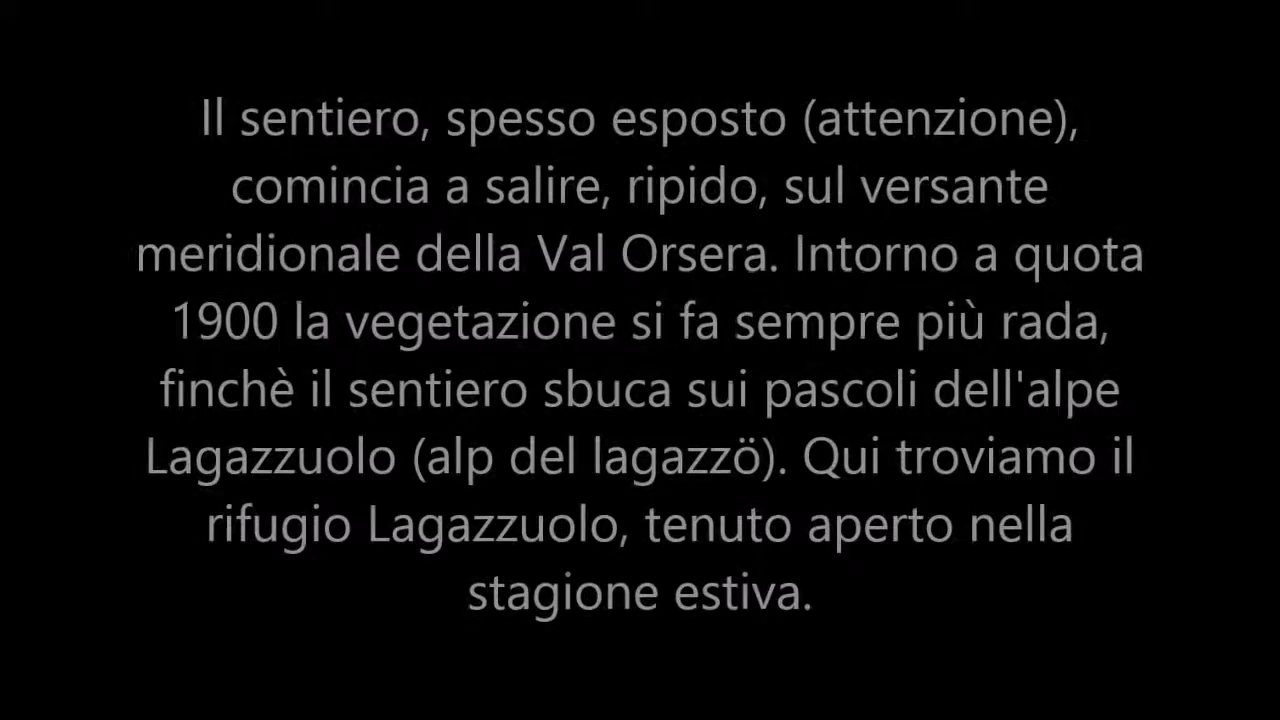 Il sentiero, spesso esposto (attenzione),
comincia a salire, ripido, sul versante
meridionale della Val Orsera. Intorno a quota
1900 la vegetazione si fa sempre più rada,
finchè il sentiero sbuca sui pascoli dell'alpe
Lagazzuolo (alp del lagazzö). Qui troviamo il
rifugio Lagazzuolo, tenuto aperto nella
stagione estiva.